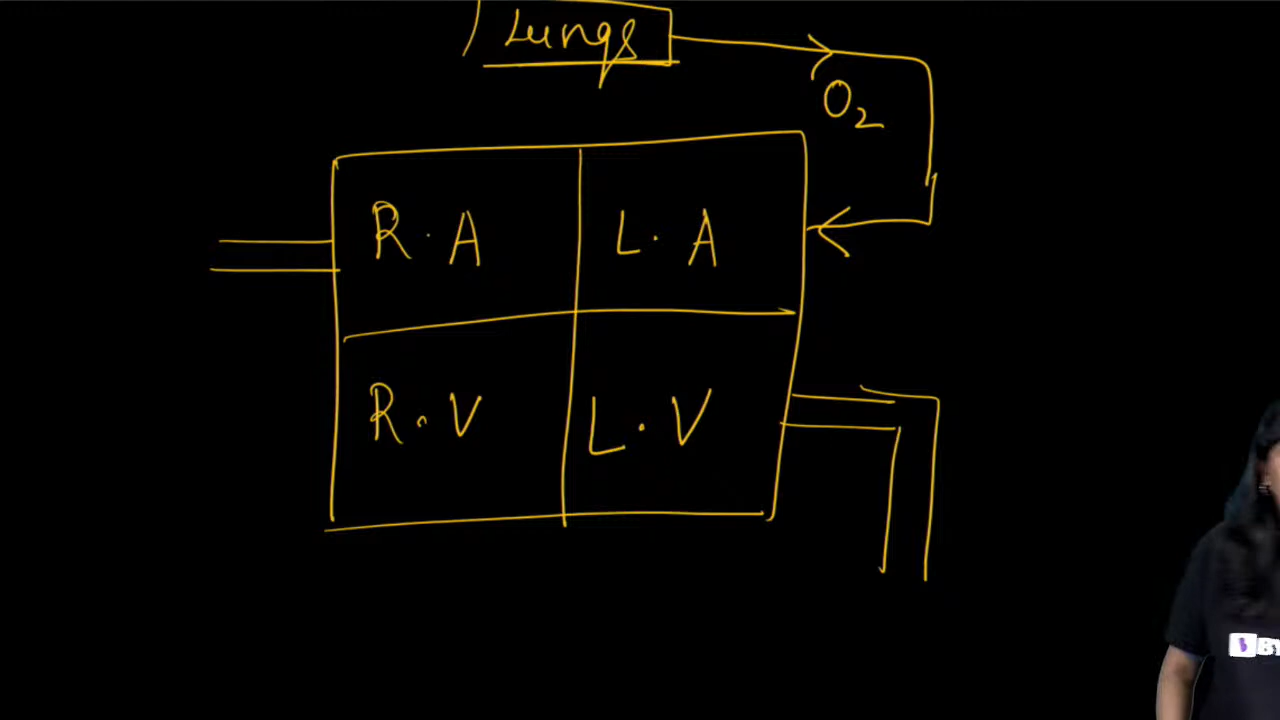 Lungs
O₂
R. A
L. A
R. V
L. V